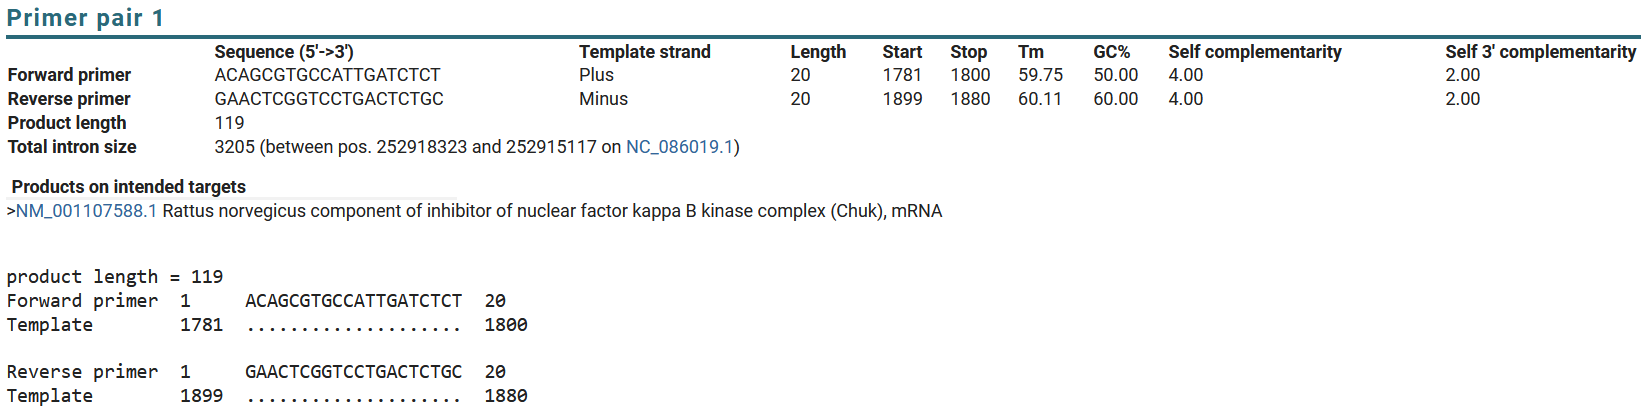 Primer pair 1
Sequence (5'->3') Template strand Length Start Stop Tm GC% Self complementarity Self 3' complementarity
Forward primer ACAGCGTGCCATTGATCTCT Plus 20 1781 1800 59.75 50.00 4.00 2.00
Reverse primer GAACTCGGTCCTGACTCTGC Minus 20 1899 1880 60.11 60.00 4.00 2.00
Product length 119
Total intron size 3205 (between pos. 252918323 and 252915117 on NC_086019.1)
Products on intended targets
>NM_001107588.1 Rattus norvegicus component of inhibitor of nuclear factor kappa B kinase complex (Chuk), mRNA
product length = 119
Forward primer 1 ACAGCGTGCCATTGATCTCT 20
Template 1781 .................... 1800
Reverse primer 1 GAACTCGGTCCTGACTCTGC 20
Template 1899 .................... 1880